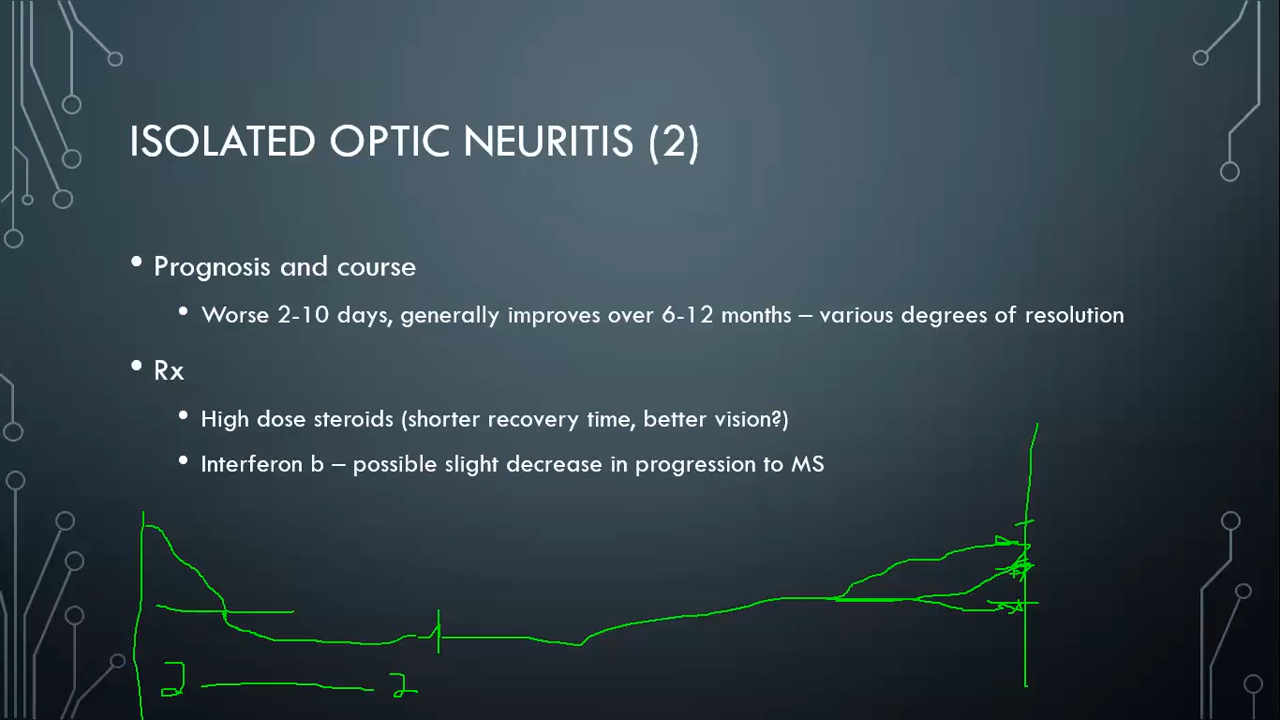 ISOLATED OPTIC NEURITIS (2)
• Prognosis and course
• Worse 2-10 days, generally improves over 6-12 months – various degrees of resolution
• Rx
• High dose steroids (shorter recovery time, better vision?)
• Interferon b – possible slight decrease in progression to MS
2 — 2